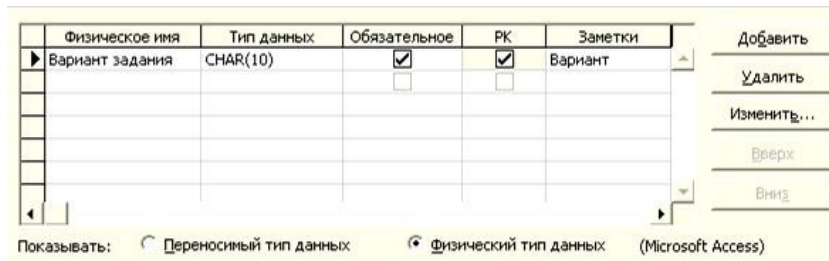 Физическое имя Тип данных Обязательное PK Заметки
Добавить
Вариант задания CHAR(10) Вариант
Удалить
Изменить...
Вверх
Вниз
Показывать: Переносимый тип данных Физический тип данных (Microsoft Access)